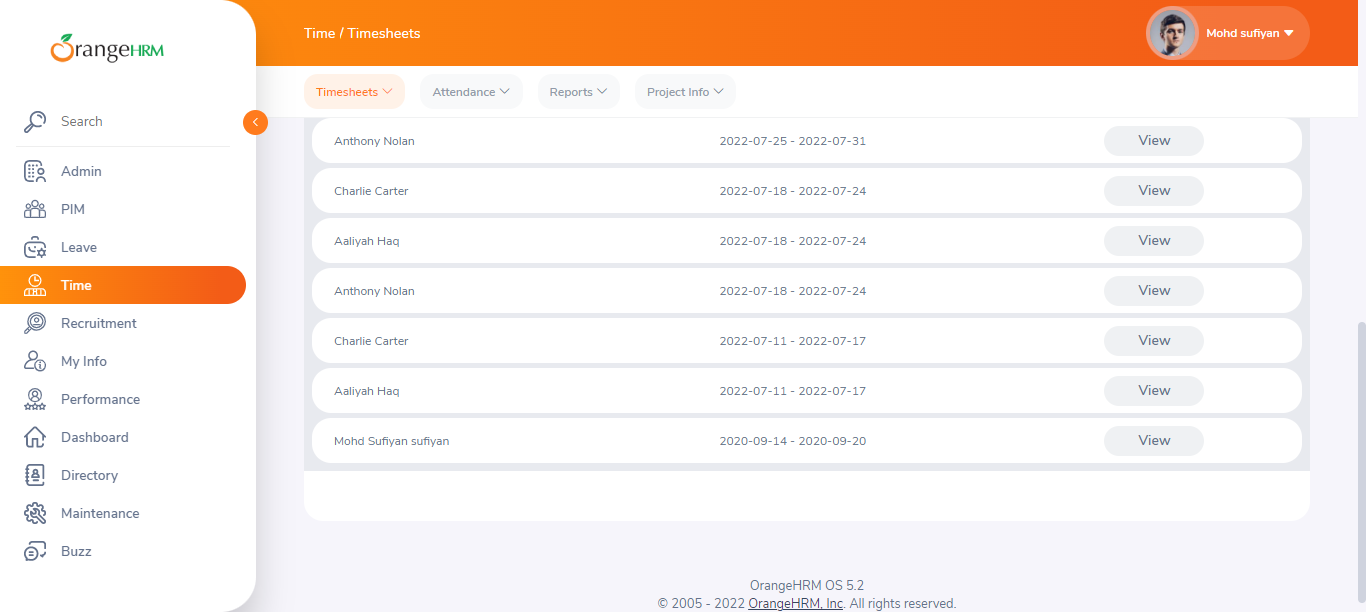 OrangeHRM
Time / Timesheets
Mohd sufiyan
Timesheets
Attendance
Reports
Project Info
Search
Admin
PIM
Leave
Time
Recruitment
My Info
Performance
Dashboard
Directory
Maintenance
Buzz
Anthony Nolan 2022-07-25 - 2022-07-31 View
Charlie Carter 2022-07-18 - 2022-07-24 View
Aaliyah Haq 2022-07-18 - 2022-07-24 View
Anthony Nolan 2022-07-18 - 2022-07-24 View
Charlie Carter 2022-07-11 - 2022-07-17 View
Aaliyah Haq 2022-07-11 - 2022-07-17 View
Mohd Sufiyan sufiyan 2020-09-14 - 2020-09-20 View
OrangeHRM OS 5.2
© 2005 - 2022 OrangeHRM, Inc. All rights reserved.